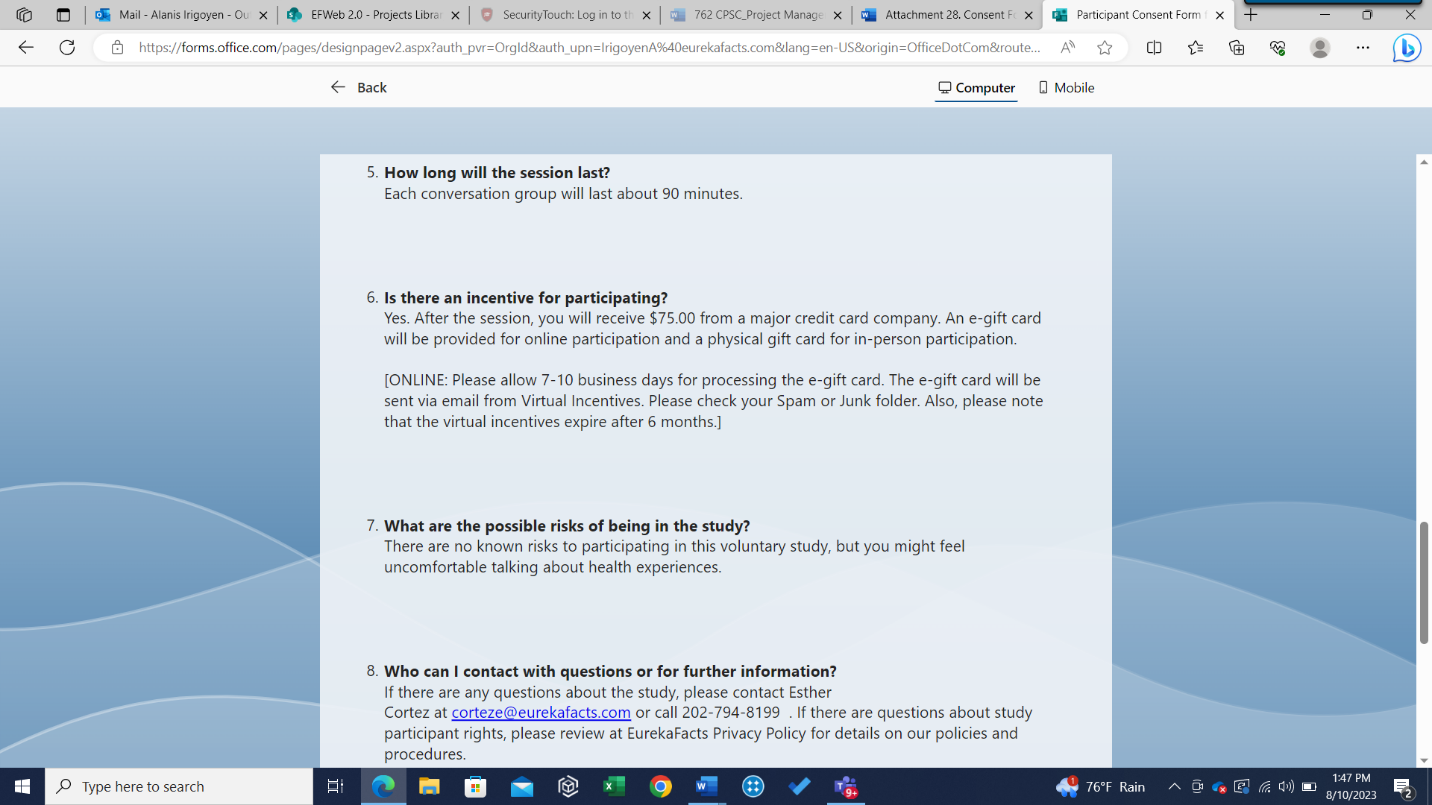 Mail - Alanis Irigoyen - Ou
EFWeb 2.0 - Projects Librar
SecurityTouch: Log in to th
762 CPSC_Project Manage
Attachment 28. Consent F
Participant Consent Form
https://forms.office.com/pages/designpagev2.aspx?auth_pvr=OrgId&auth_upn=IrigoyenA%40eurekafacts.com&lang=en-US&origin=OfficeDotCom&route...
Back
Computer
Mobile
5. How long will the session last?
Each conversation group will last about 90 minutes.
6. Is there an incentive for participating?
Yes. After the session, you will receive $75.00 from a major credit card company. An e-gift card
will be provided for online participation and a physical gift card for in-person participation.
[ONLINE: Please allow 7-10 business days for processing the e-gift card. The e-gift card will be
sent via email from Virtual Incentives. Please check your Spam or Junk folder. Also, please note
that the virtual incentives expire after 6 months.]
7. What are the possible risks of being in the study?
There are no known risks to participating in this voluntary study, but you might feel
uncomfortable talking about health experiences.
8. Who can I contact with questions or for further information?
If there are any questions about the study, please contact Esther
Cortez at corteze@eurekafacts.com or call 202-794-8199 . If there are questions about study
participant rights, please review at EurekaFacts Privacy Policy for details on our policies and
procedures.
Type here to search
9+
1
76°F Rain
1:47 PM
8/10/2023
2